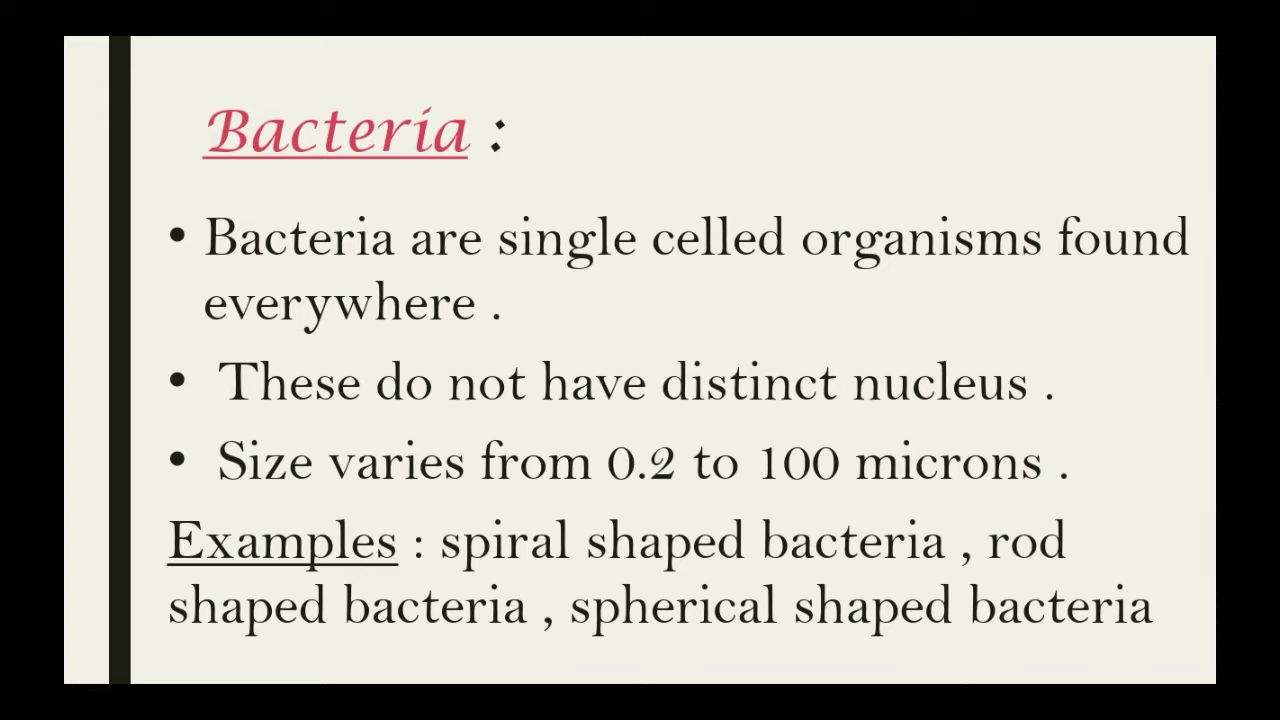 Bacteria :
• Bacteria are single celled organisms found
everywhere .
• These do not have distinct nucleus .
• Size varies from 0.2 to 100 microns .
Examples : spiral shaped bacteria , rod
shaped bacteria , spherical shaped bacteria